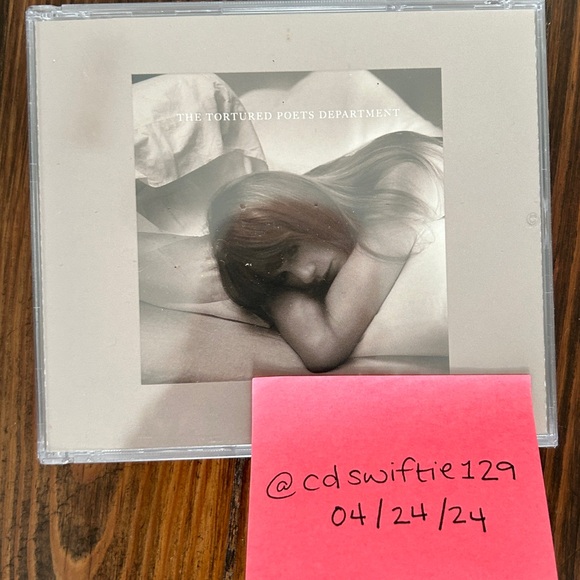 THE TORTURED POETS DEPARTMENT
@cdswiftie129
04/24/24